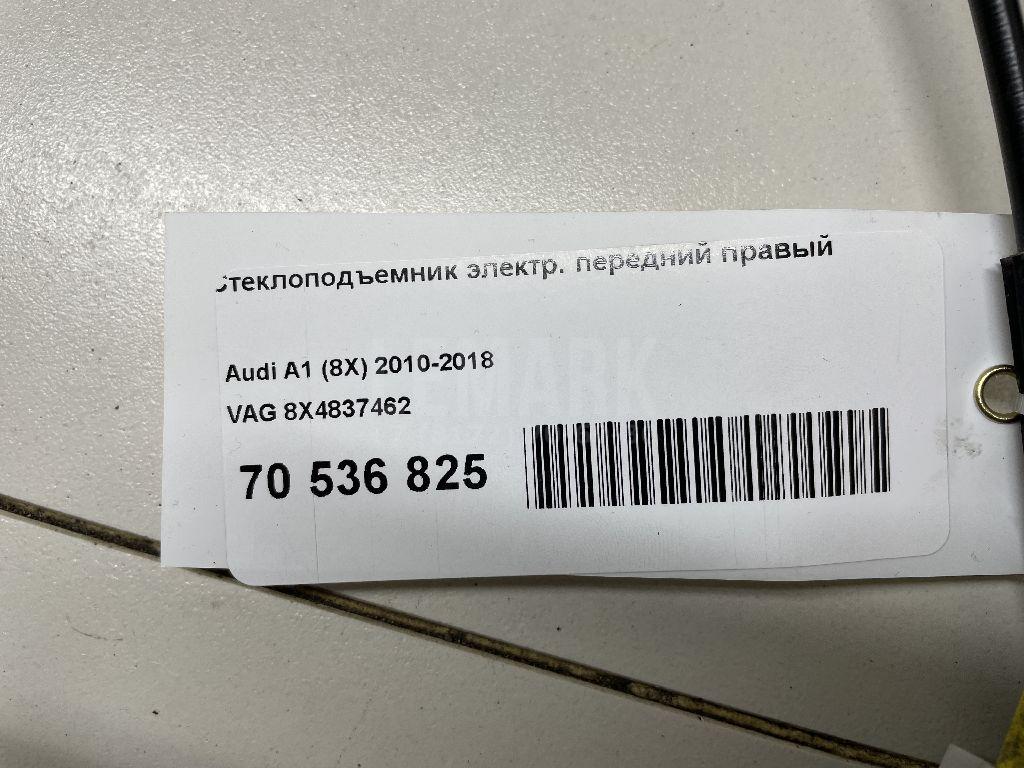 стеклоподъемник электр. передний правый
Audi A1 (8X) 2010-2018
VAG 8X4837462
70 536 825